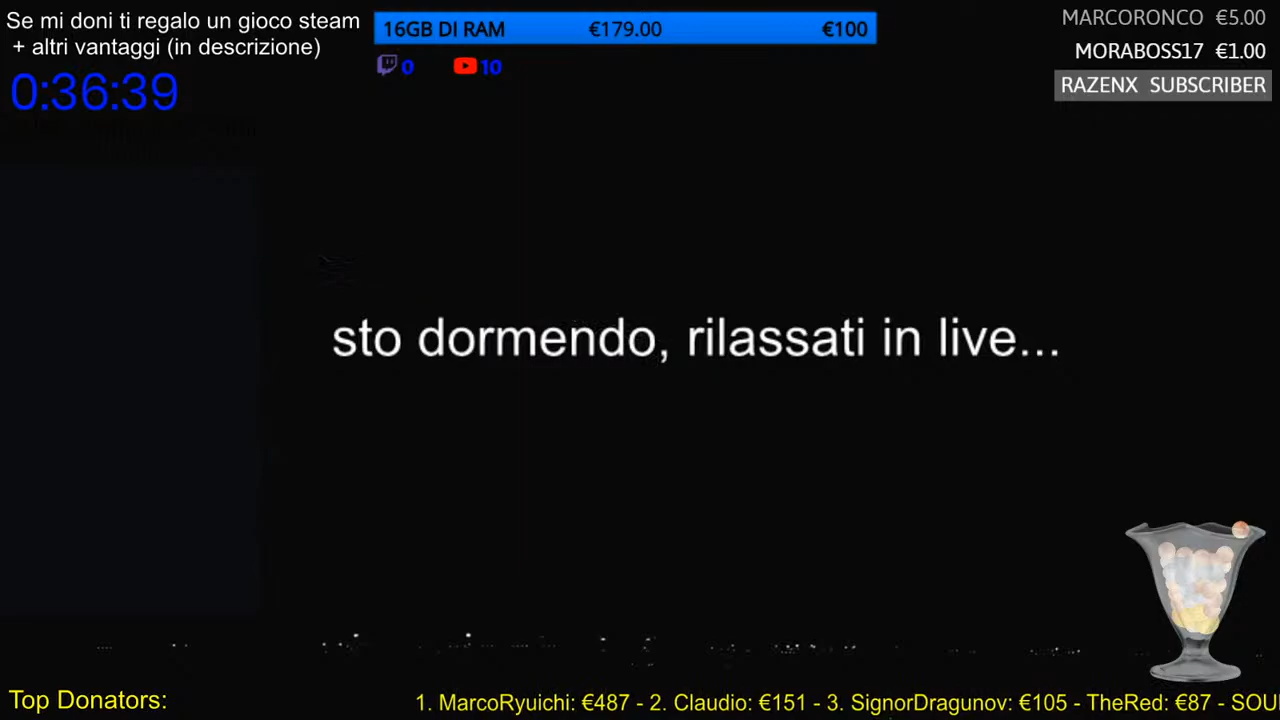 Se mi doni ti regalo un gioco steam
+ altri vantaggi (in descrizione)
0:36:39
16GB DI RAM €179.00 €100
0 10
MARCORONCO €5.00
MORABOSS17 €1.00
RAZENX SUBSCRIBER
sto dormendo, rilassati in live...
Top Donators: 1. MarcoRyuichi: €487 - 2. Claudio: €151 - 3. SignorDragunov: €105 - TheRed: €87 - SOU